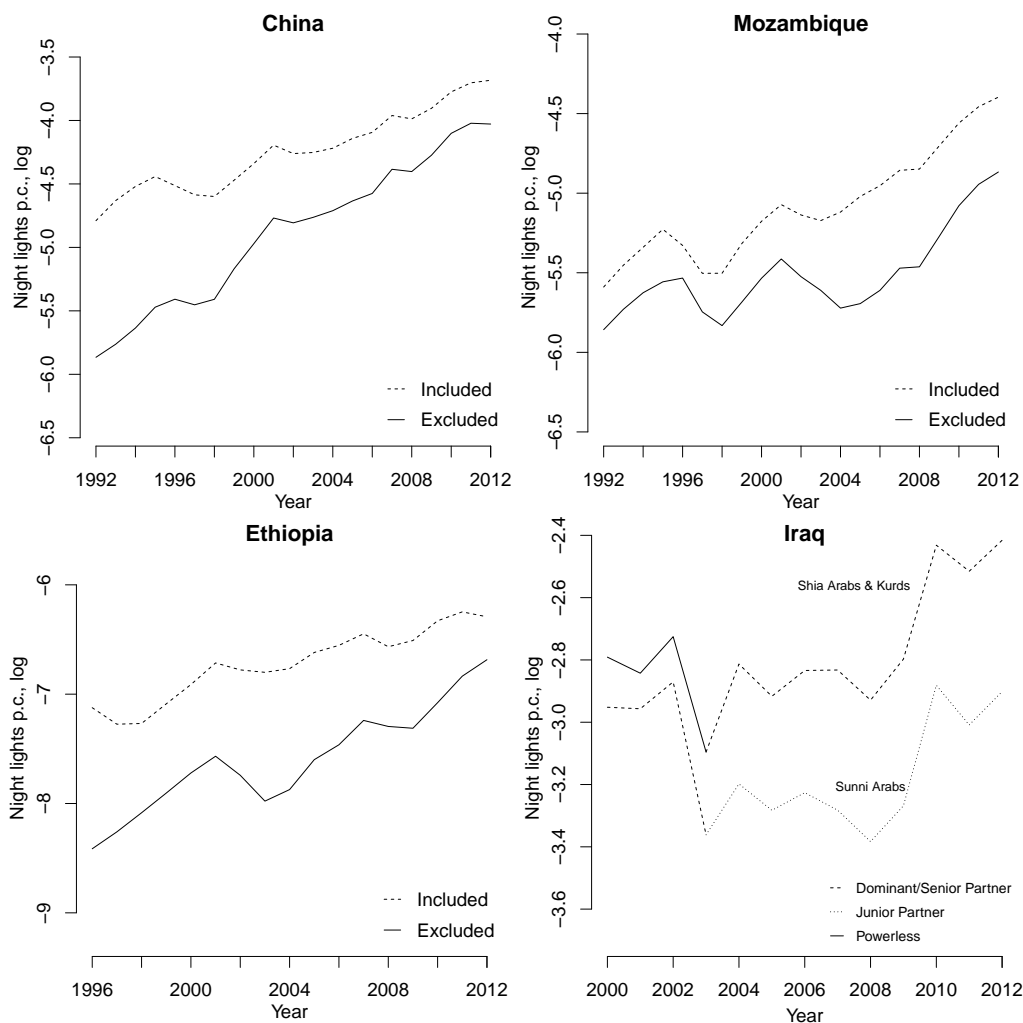 China
Night lights p.c., log
−3.5
−4.0
−4.5
−5.0
−5.5
−6.0
−6.5
Included
Excluded
1992 1996 2000 2004 2008 2012
Year
Mozambique
Night lights p.c., log
−4.0
−4.5
−5.0
−5.5
−6.0
−6.5
Included
Excluded
1992 1996 2000 2004 2008 2012
Year
Ethiopia
Night lights p.c., log
−6
−7
−8
−9
Included
Excluded
1996 2000 2004 2008 2012
Year
Iraq
Night lights p.c., log
−2.4
−2.6
−2.8
−3.0
−3.2
−3.4
−3.6
Shia Arabs & Kurds
Sunni Arabs
Dominant/Senior Partner
Junior Partner
Powerless
2000 2002 2004 2006 2008 2010 2012
Year